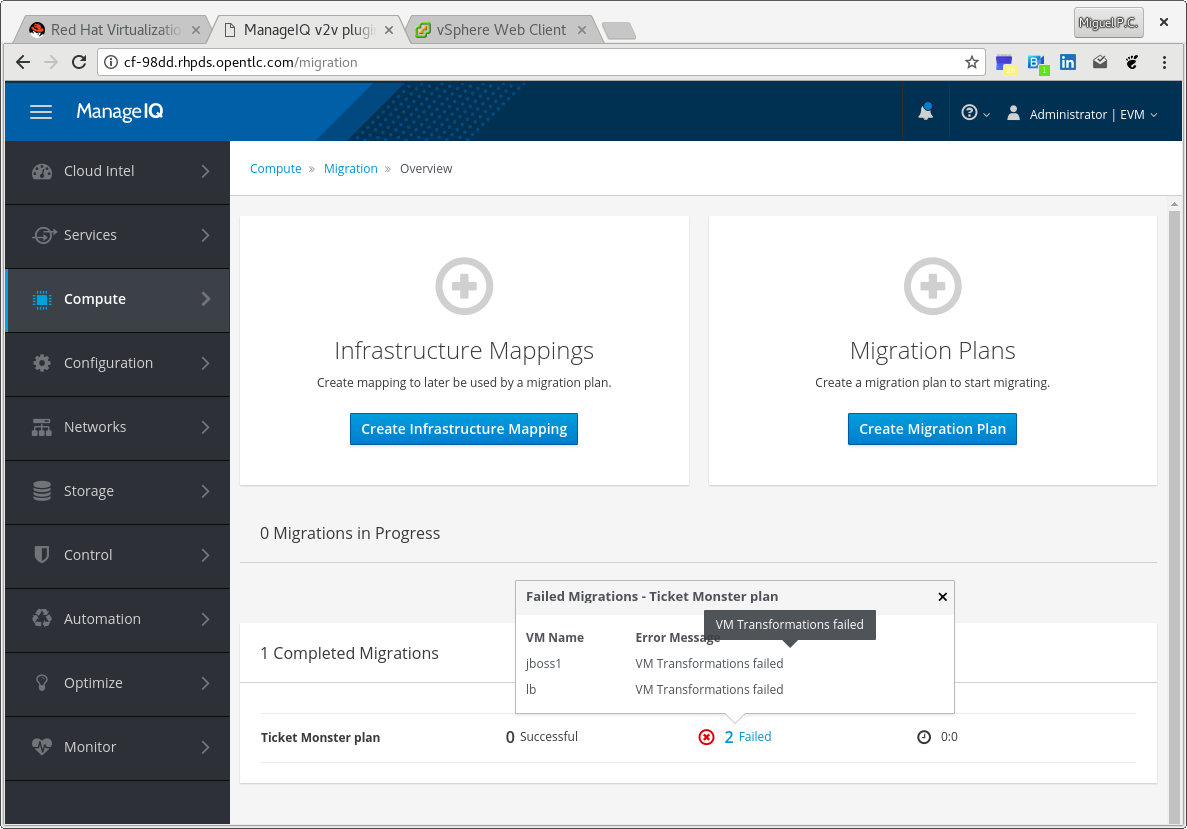 Red Hat Virtualizatio
ManageIQ v2v plugi
vSphere Web Client
Miguel P.C.
cf-98dd.rhpds.opentlc.com/migration
1
ManageIQ
Administrator | EVM
Cloud Intel
Services
Compute
Configuration
Networks
Storage
Control
Automation
Optimize
Monitor
Compute » Migration » Overview
Infrastructure Mappings
Create mapping to later be used by a migration plan.
Create Infrastructure Mapping
Migration Plans
Create a migration plan to start migrating.
Create Migration Plan
0 Migrations in Progress
Failed Migrations - Ticket Monster plan
VM Transformations failed
VM Name Error Message
jboss1 VM Transformations failed
lb VM Transformations failed
1 Completed Migrations
Ticket Monster plan 0 Successful 2 Failed 0:0